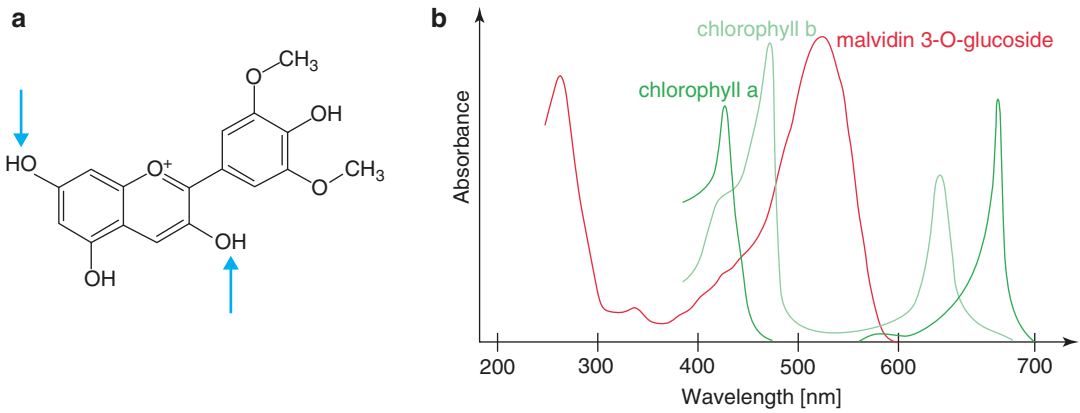 a
O
CH3
OH
HO
O+
O
CH3
OH
OH
b
chlorophyll b
malvidin 3-O-glucoside
chlorophyll a
Absorbance
200 300 400 500 600 700
Wavelength [nm]